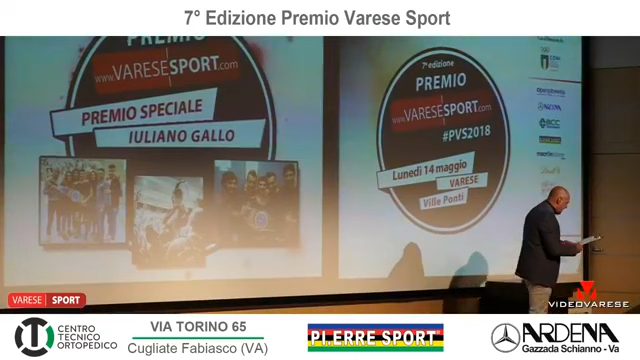 7° Edizione Premio Varese Sport
PREMIO
www.VARESESPORT.com
PREMIO SPECIALE
IULIANO GALLO
7a edizione
PREMIO
www.VARESESPORT.com
#PVS2018
Lunedì 14 maggio
VARESE
Ville Ponti
CONI
BCC
VARESE SPORT
VIDEOVARESE
CENTRO
TECNICO
ORTOPEDICO
VIA TORINO 65
Cugliate Fabiasco (VA)
PI.ERRE SPORT
ARDENA
Gazzada Schianno - Va